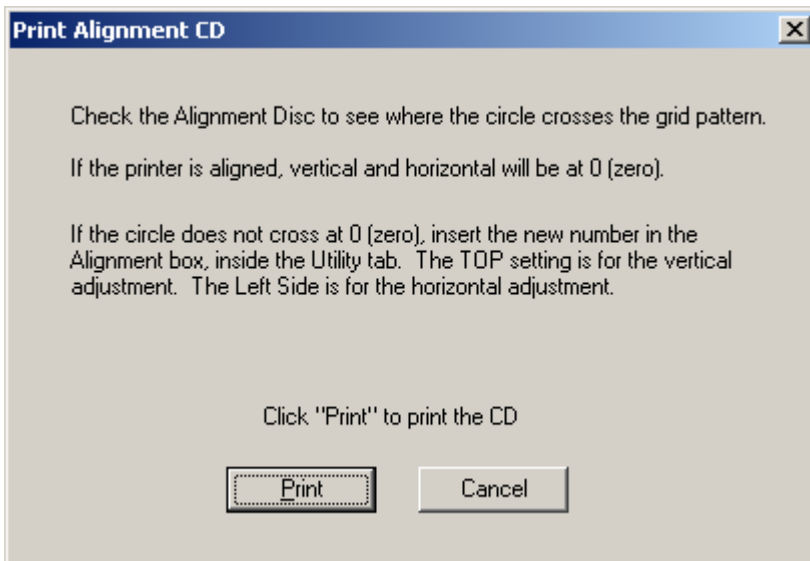 Print Alignment CD
Check the Alignment Disc to see where the circle crosses the grid pattern.
If the printer is aligned, vertical and horizontal will be at 0 (zero).
If the circle does not cross at 0 (zero), insert the new number in the
Alignment box, inside the Utility tab.  The TOP setting is for the vertical
adjustment.  The Left Side is for the horizontal adjustment.
Click "Print" to print the CD
Print
Cancel